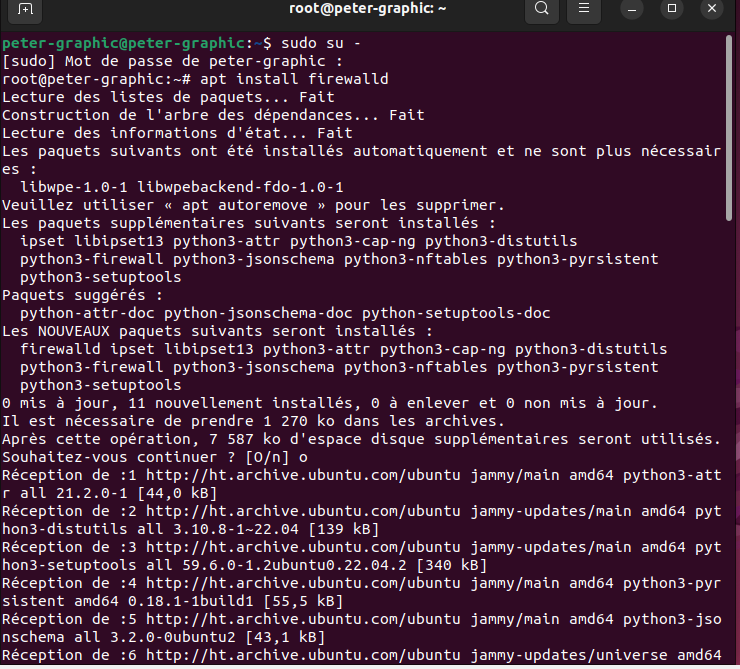 root@peter-graphic: ~
peter-graphic@peter-graphic:~$ sudo su -
[sudo] Mot de passe de peter-graphic :
root@peter-graphic:~# apt install firewalld
Lecture des listes de paquets... Fait
Construction de l'arbre des dépendances... Fait
Lecture des informations d'état... Fait
Les paquets suivants ont été installés automatiquement et ne sont plus nécessair
es :
  libwpe-1.0-1 libwpebackend-fdo-1.0-1
Veuillez utiliser « apt autoremove » pour les supprimer.
Les paquets supplémentaires suivants seront installés :
  ipset libipset13 python3-attr python3-cap-ng python3-distutils
  python3-firewall python3-jsonschema python3-nftables python3-pyrsistent
  python3-setuptools
Paquets suggérés :
  python-attr-doc python-jsonschema-doc python-setuptools-doc
Les NOUVEAUX paquets suivants seront installés :
  firewalld ipset libipset13 python3-attr python3-cap-ng python3-distutils
  python3-firewall python3-jsonschema python3-nftables python3-pyrsistent
  python3-setuptools
0 mis à jour, 11 nouvellement installés, 0 à enlever et 0 non mis à jour.
Il est nécessaire de prendre 1 270 ko dans les archives.
Après cette opération, 7 587 ko d'espace disque supplémentaires seront utilisés.
Souhaitez-vous continuer ? [O/n] o
Réception de :1 http://ht.archive.ubuntu.com/ubuntu jammy/main amd64 python3-att
r all 21.2.0-1 [44,0 kB]
Réception de :2 http://ht.archive.ubuntu.com/ubuntu jammy-updates/main amd64 pyt
hon3-distutils all 3.10.8-1~22.04 [139 kB]
Réception de :3 http://ht.archive.ubuntu.com/ubuntu jammy-updates/main amd64 pyt
hon3-setuptools all 59.6.0-1.2ubuntu0.22.04.2 [340 kB]
Réception de :4 http://ht.archive.ubuntu.com/ubuntu jammy/main amd64 python3-pyr
sistent amd64 0.18.1-1build1 [55,5 kB]
Réception de :5 http://ht.archive.ubuntu.com/ubuntu jammy/main amd64 python3-jso
nschema all 3.2.0-0ubuntu2 [43,1 kB]
Réception de :6 http://ht.archive.ubuntu.com/ubuntu jammy-updates/universe amd64